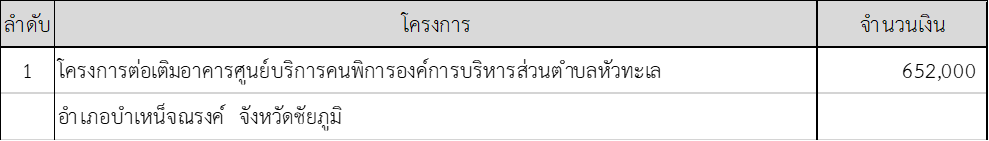 ลำดับ โครงการ จำนวนเงิน
1 โครงการต่อเติมอาคารศูนย์บริการคนพิการองค์การบริหารส่วนตำบลหัวทะเล 652,000
อำเภอบำเหน็จณรงค์ จังหวัดชัยภูมิ